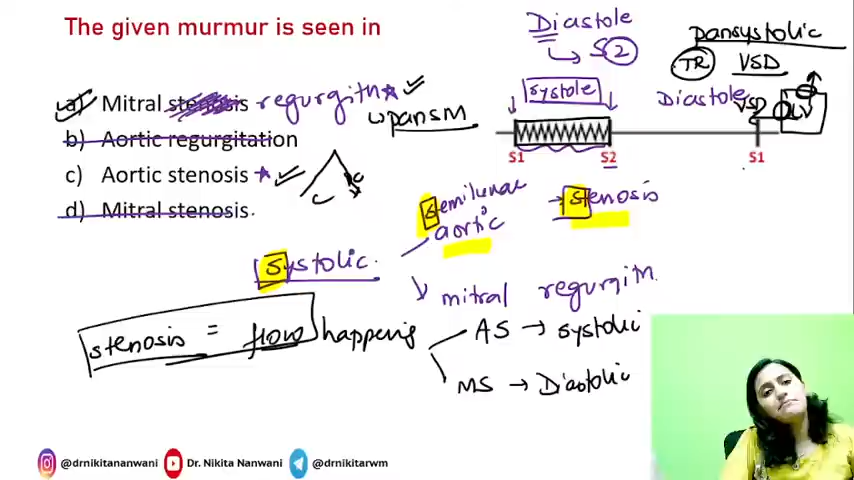 The given murmur is seen in
Diastole
S2
pansystolic
TR VSD
a) Mitral stenosis regurgitn
pansm
systole
Diastole
VSD LV
b) Aortic regurgitation
S1 S2 S1
c) Aortic stenosis
d) Mitral stenosis.
semilunar
aortic
stenosis
systolic
mitral regurgitn.
stenosis = flow happening
AS → systolic
MS → Diastolic
@drnikitananwani Dr. Nikita Nanwani @drnikitarwm